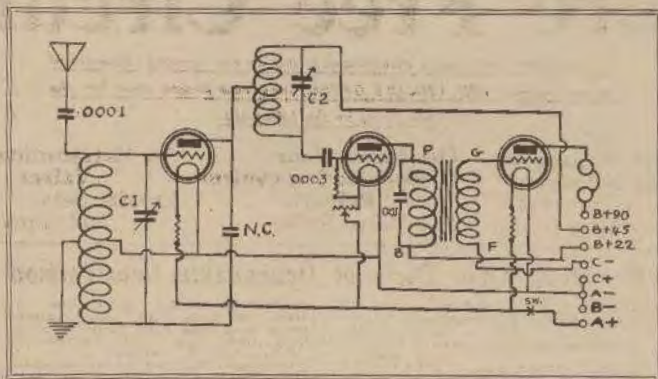 .0001
C1
N.C.
C2
.0003
P
G
B
F
SW.
B+90
B+45
B+22
C-
C+
A-
B-
A+